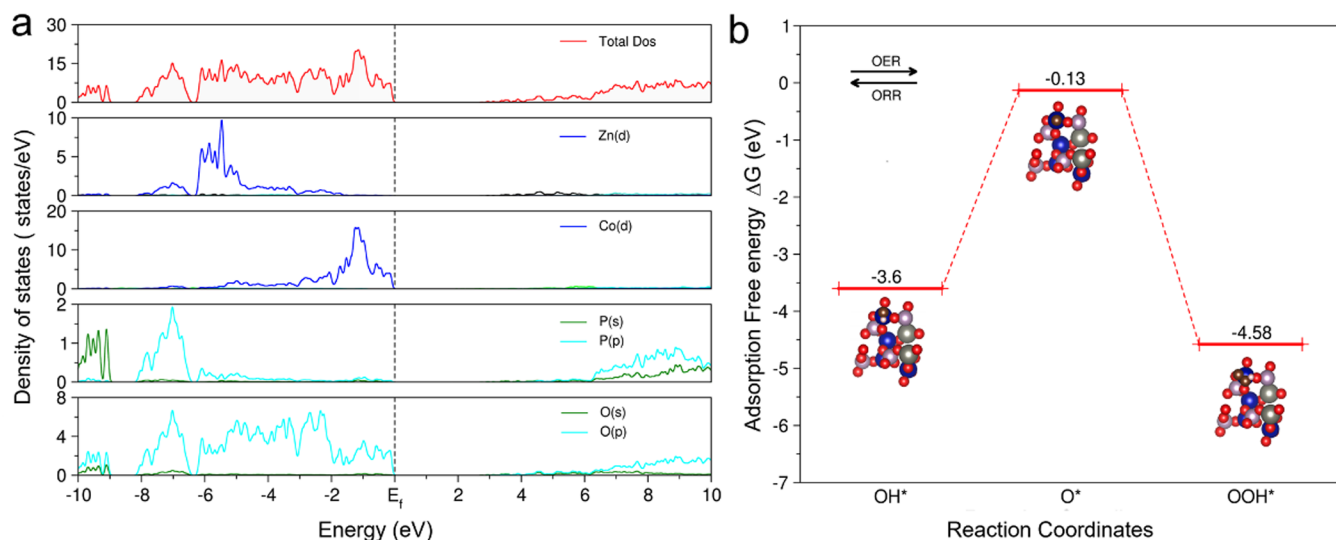 a
Density of states ( states/eV)
30
15
0
Total Dos
10
5
0
Zn(d)
20
10
0
Co(d)
2
1
0
P(s)
P(p)
8
4
0
O(s)
O(p)
-10 -8 -6 -4 -2 Ef 2 4 6 8 10
Energy (eV)
b
Adsorption Free energy ΔG (eV)
1
0
-1
-2
-3
-4
-5
-6
-7
OER
ORR
-0.13
-3.6
-4.58
OH* O* OOH*
Reaction Coordinates